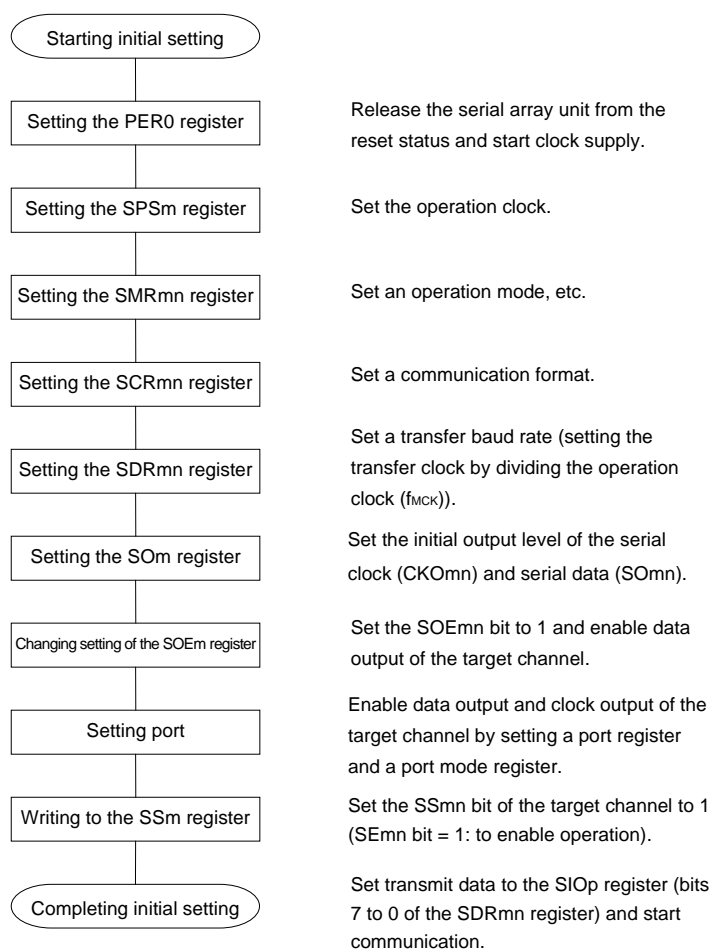 Starting initial setting
Setting the PER0 register
Release the serial array unit from the
reset status and start clock supply.
Setting the SPSm register
Set the operation clock.
Setting the SMRmn register
Set an operation mode, etc.
Setting the SCRmn register
Set a communication format.
Setting the SDRmn register
Set a transfer baud rate (setting the
transfer clock by dividing the operation
clock (fMCK)).
Setting the SOm register
Set the initial output level of the serial
clock (CKOmn) and serial data (SOmn).
Changing setting of the SOEm register
Set the SOEmn bit to 1 and enable data
output of the target channel.
Setting port
Enable data output and clock output of the
target channel by setting a port register
and a port mode register.
Writing to the SSm register
Set the SSmn bit of the target channel to 1
(SEmn bit = 1: to enable operation).
Completing initial setting
Set transmit data to the SIOp register (bits
7 to 0 of the SDRmn register) and start
communication.